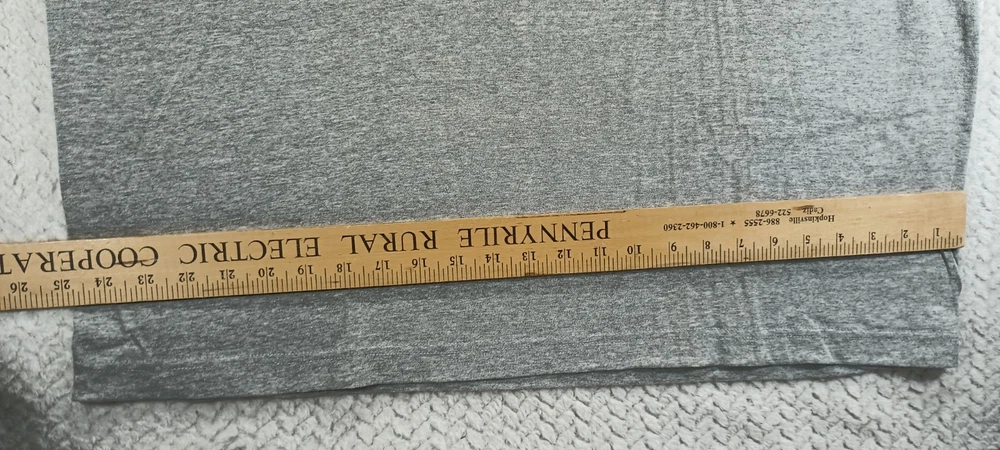 PENNYRILE RURAL ELECTRIC COOPERAT
Hopkinsville 886-2555 ★ 1-800-462-2360
Cadiz 522-6678
1 2 3 4 5 6 7 8 9 10 11 12 13 14 15 16 17 18 19 20 21 22 23 24 25 26